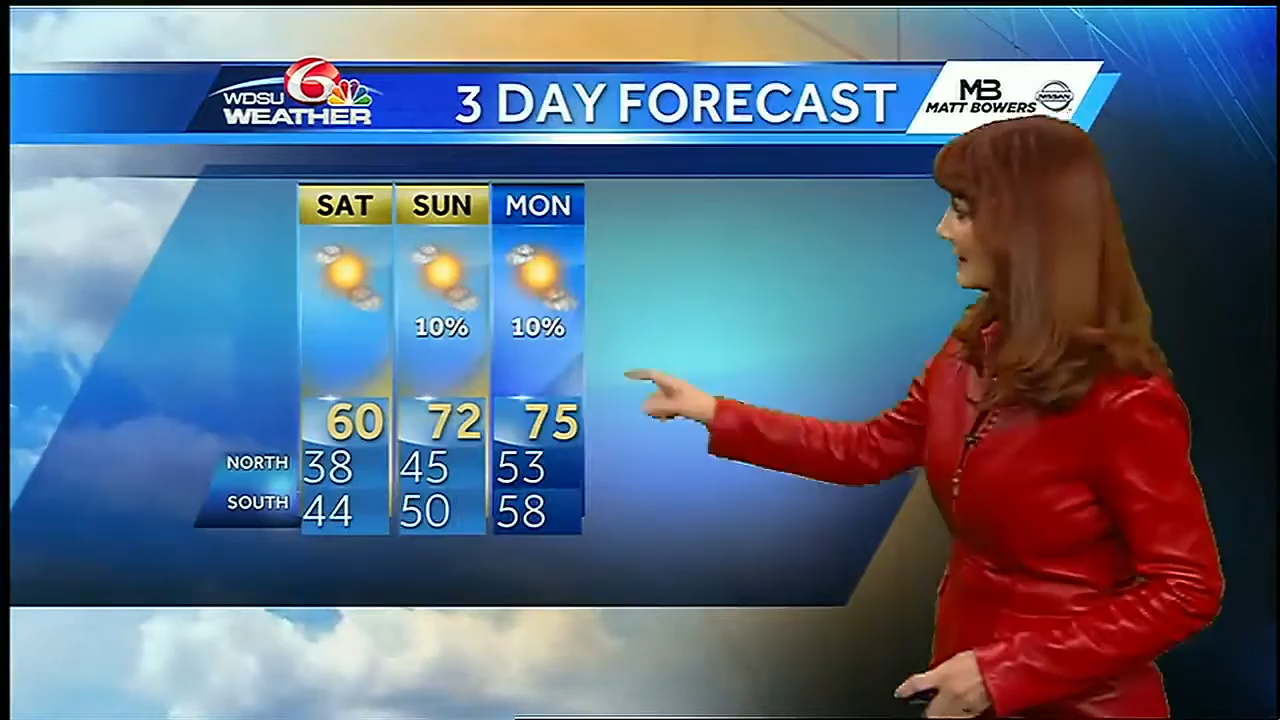 WDSU 6
WEATHER
3 DAY FORECAST
MB
MATT BOWERS
NISSAN
SAT SUN MON
10% 10%
60 72 75
NORTH 38 45 53
SOUTH 44 50 58